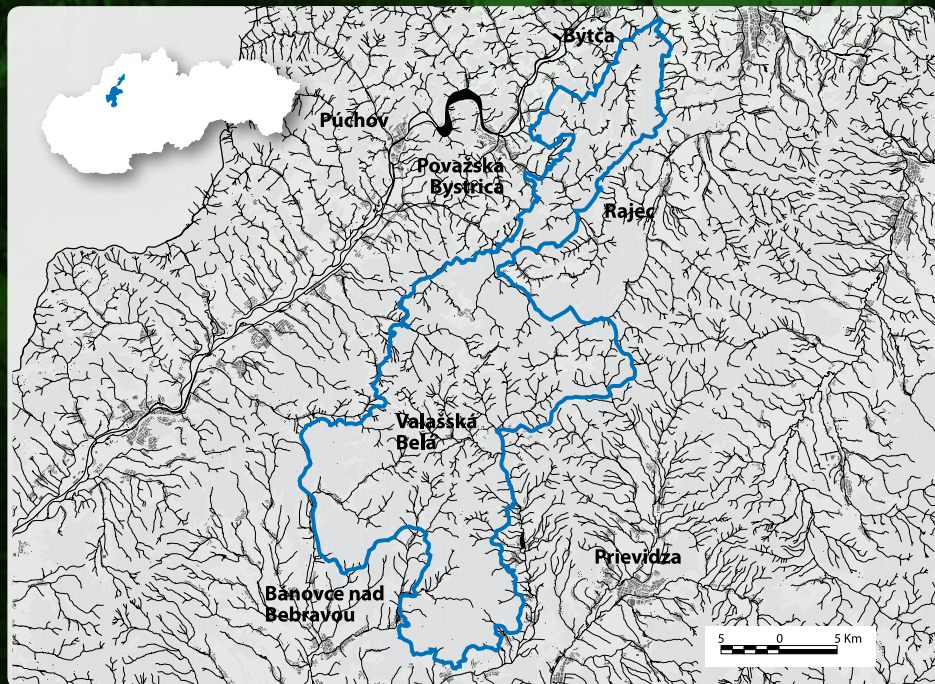 Bytča
Púchov
Považská
Bystrica
Rajec
Valašská
Belá
Prievidza
Bánovce nad
Bebravou
5 0 5 Km